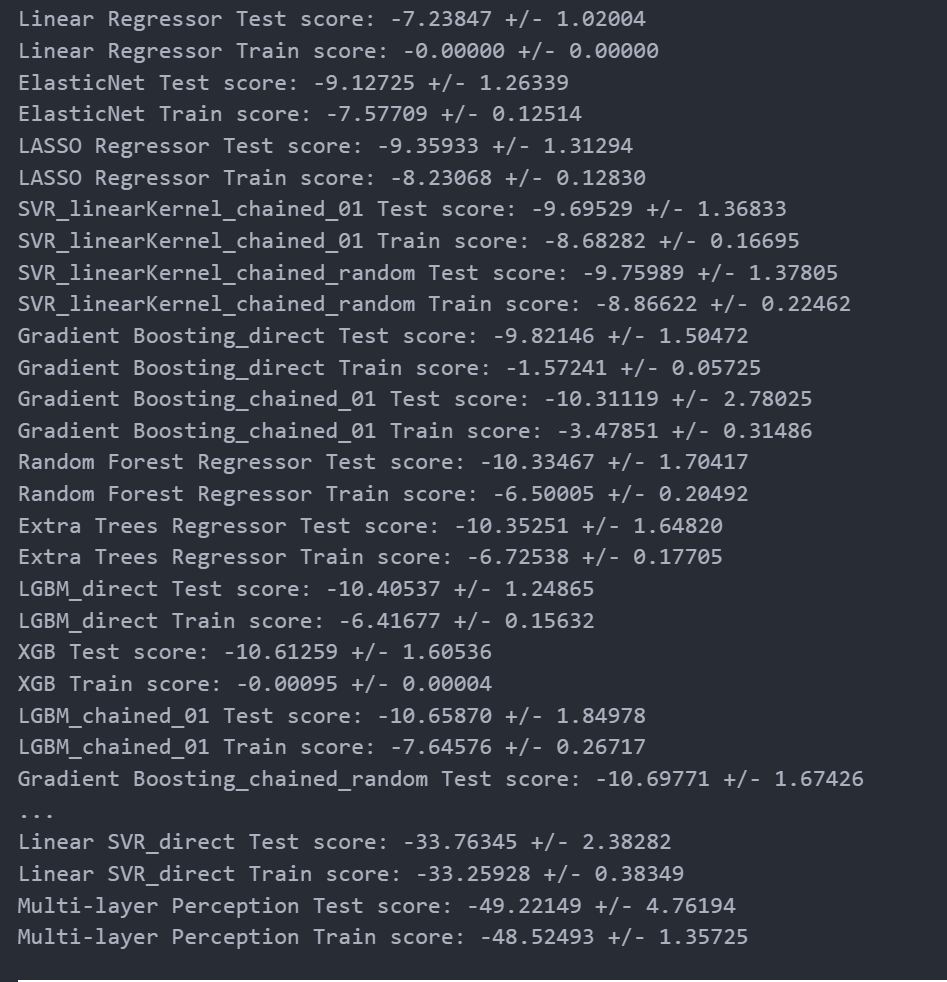 Linear Regressor Test score: -7.23847 +/- 1.02004
Linear Regressor Train score: -0.00000 +/- 0.00000
ElasticNet Test score: -9.12725 +/- 1.26339
ElasticNet Train score: -7.57709 +/- 0.12514
LASSO Regressor Test score: -9.35933 +/- 1.31294
LASSO Regressor Train score: -8.23068 +/- 0.12830
SVR_linearKernel_chained_01 Test score: -9.69529 +/- 1.36833
SVR_linearKernel_chained_01 Train score: -8.68282 +/- 0.16695
SVR_linearKernel_chained_random Test score: -9.75989 +/- 1.37805
SVR_linearKernel_chained_random Train score: -8.86622 +/- 0.22462
Gradient Boosting_direct Test score: -9.82146 +/- 1.50472
Gradient Boosting_direct Train score: -1.57241 +/- 0.05725
Gradient Boosting_chained_01 Test score: -10.31119 +/- 2.78025
Gradient Boosting_chained_01 Train score: -3.47851 +/- 0.31486
Random Forest Regressor Test score: -10.33467 +/- 1.70417
Random Forest Regressor Train score: -6.50005 +/- 0.20492
Extra Trees Regressor Test score: -10.35251 +/- 1.64820
Extra Trees Regressor Train score: -6.72538 +/- 0.17705
LGBM_direct Test score: -10.40537 +/- 1.24865
LGBM_direct Train score: -6.41677 +/- 0.15632
XGB Test score: -10.61259 +/- 1.60536
XGB Train score: -0.00095 +/- 0.00004
LGBM_chained_01 Test score: -10.65870 +/- 1.84978
LGBM_chained_01 Train score: -7.64576 +/- 0.26717
Gradient Boosting_chained_random Test score: -10.69771 +/- 1.67426
...
Linear SVR_direct Test score: -33.76345 +/- 2.38282
Linear SVR_direct Train score: -33.25928 +/- 0.38349
Multi-layer Perception Test score: -49.22149 +/- 4.76194
Multi-layer Perception Train score: -48.52493 +/- 1.35725